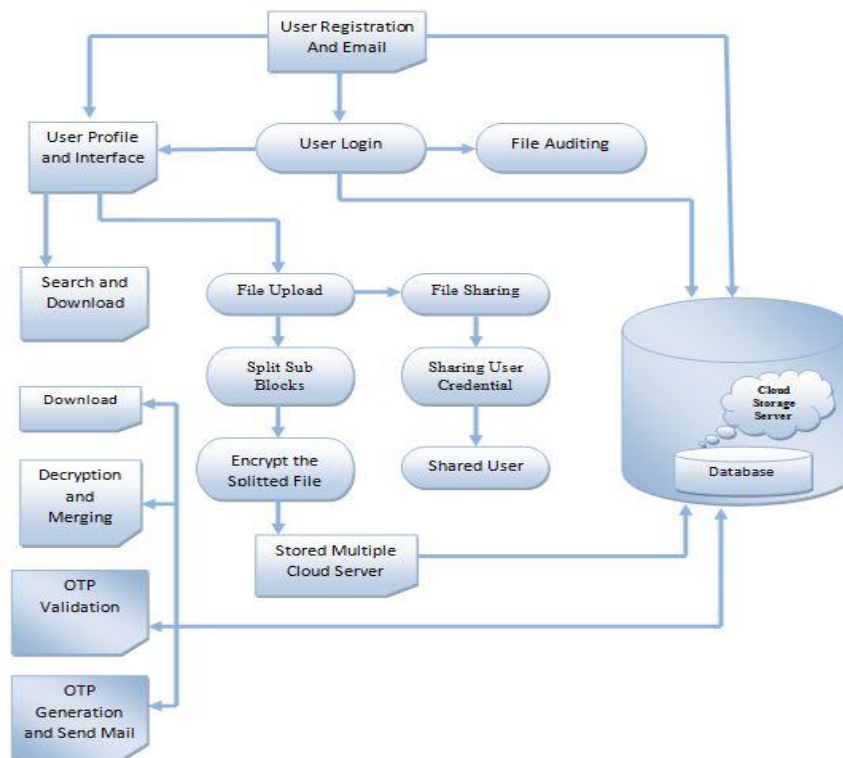 User Registration
And Email
User Profile
and Interface
User Login
File Auditing
Search and
Download
File Upload
File Sharing
Split Sub
Blocks
Sharing User
Credential
Cloud
Storage
Server
Download
Encrypt the
Splitted File
Shared User
Database
Decryption
and
Merging
Stored Multiple
Cloud Server
OTP
Validation
OTP
Generation
and Send Mail